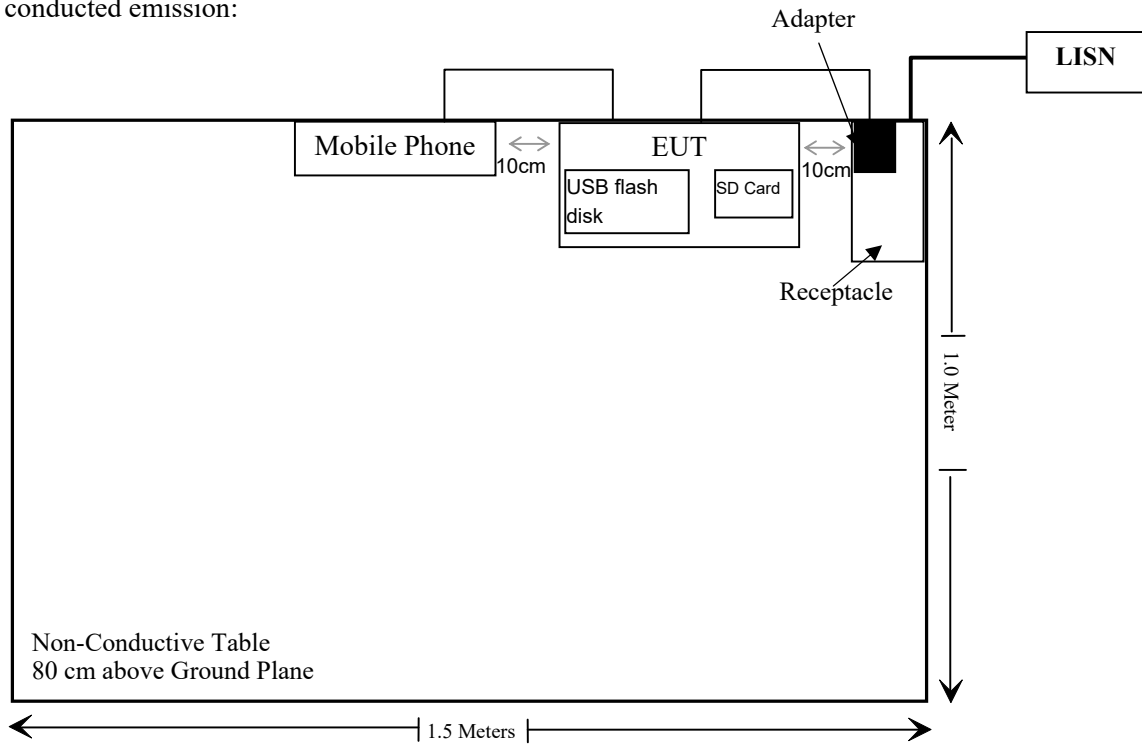 conducted emission:
Adapter
LISN
Mobile Phone
EUT
10cm
10cm
USB flash
disk
SD Card
Receptacle
1.0 Meter
Non-Conductive Table
80 cm above Ground Plane
1.5 Meters